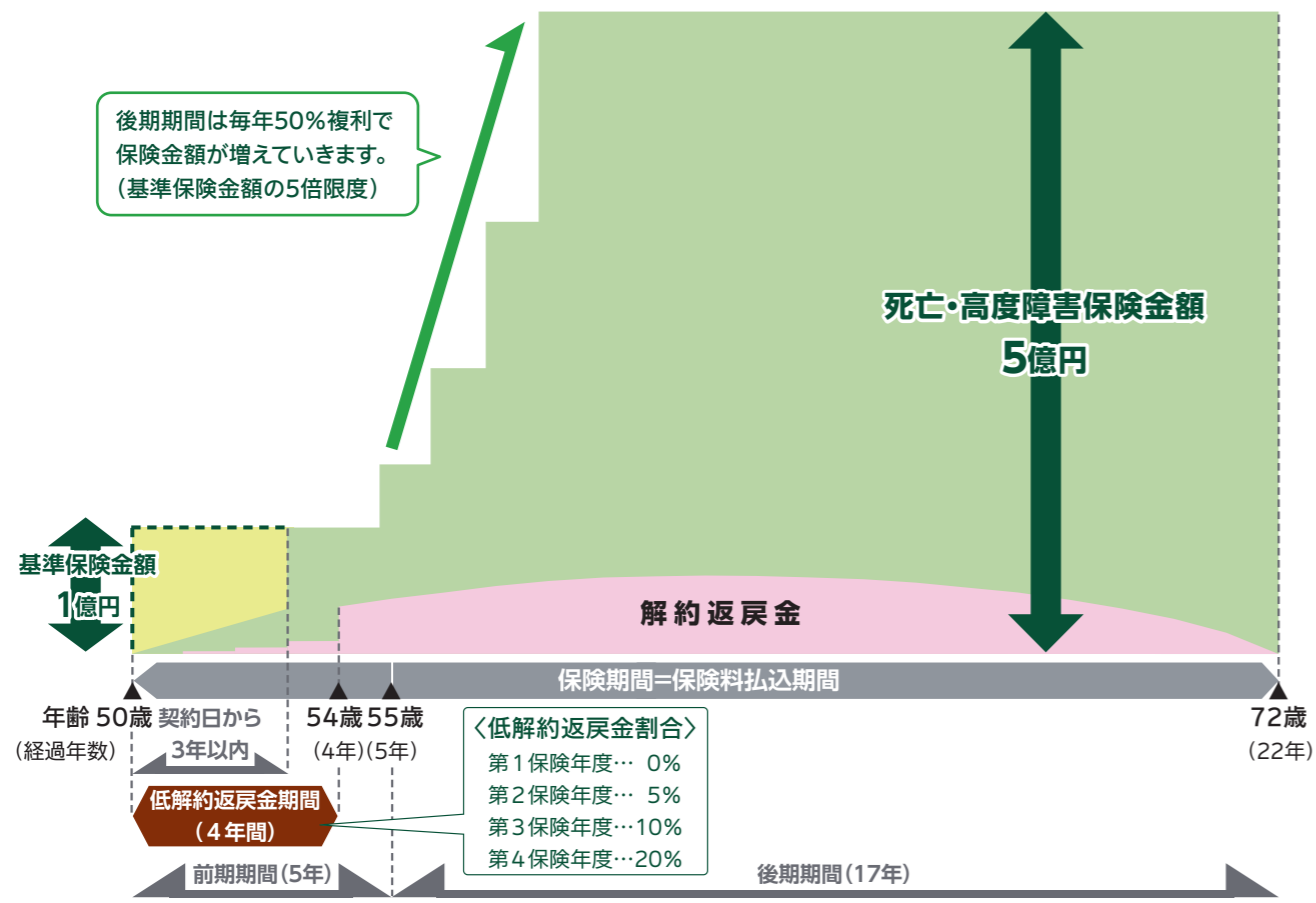 後期期間は毎年50%複利で
保険金額が増えていきます。
(基準保険金額の5倍限度)
死亡・高度障害保険金額
5億円
基準保険金額
1億円
解約返戻金
保険期間=保険料払込期間
年齢 50歳
(経過年数)
契約日から
3年以内
54歳
(4年)
55歳
(5年)
72歳
(22年)
〈低解約返戻金割合〉
第1保険年度… 0%
第2保険年度… 5%
第3保険年度…10%
第4保険年度…20%
低解約返戻金期間
(4年間)
前期期間(5年)
後期期間(17年)